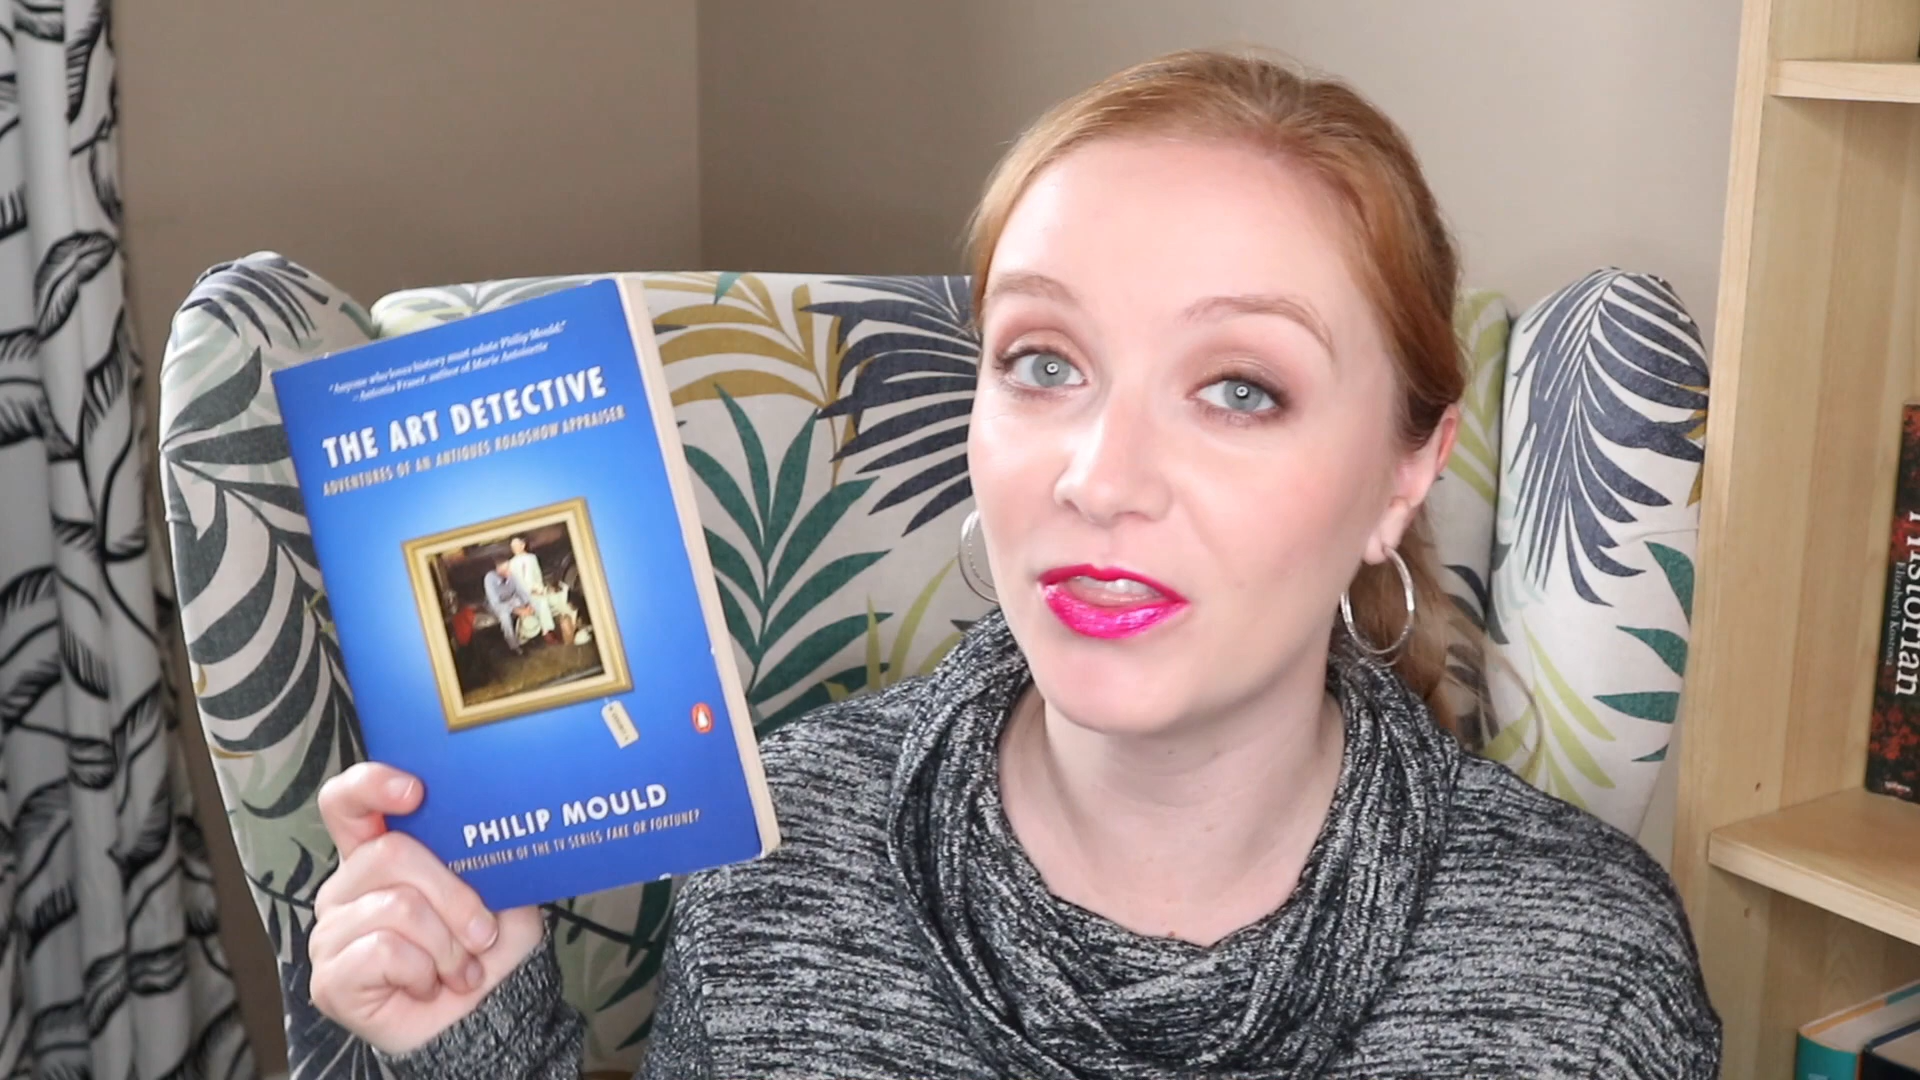 "Anyone who loves history must salute Philip Mould."
—Antonia Fraser, author of Marie Antoinette
THE ART DETECTIVE
ADVENTURES OF AN ANTIQUES ROADSHOW APPRAISER
PHILIP MOULD
COPRESENTER OF THE TV SERIES FAKE OR FORTUNE?
Historian
Elizabeth Kostova